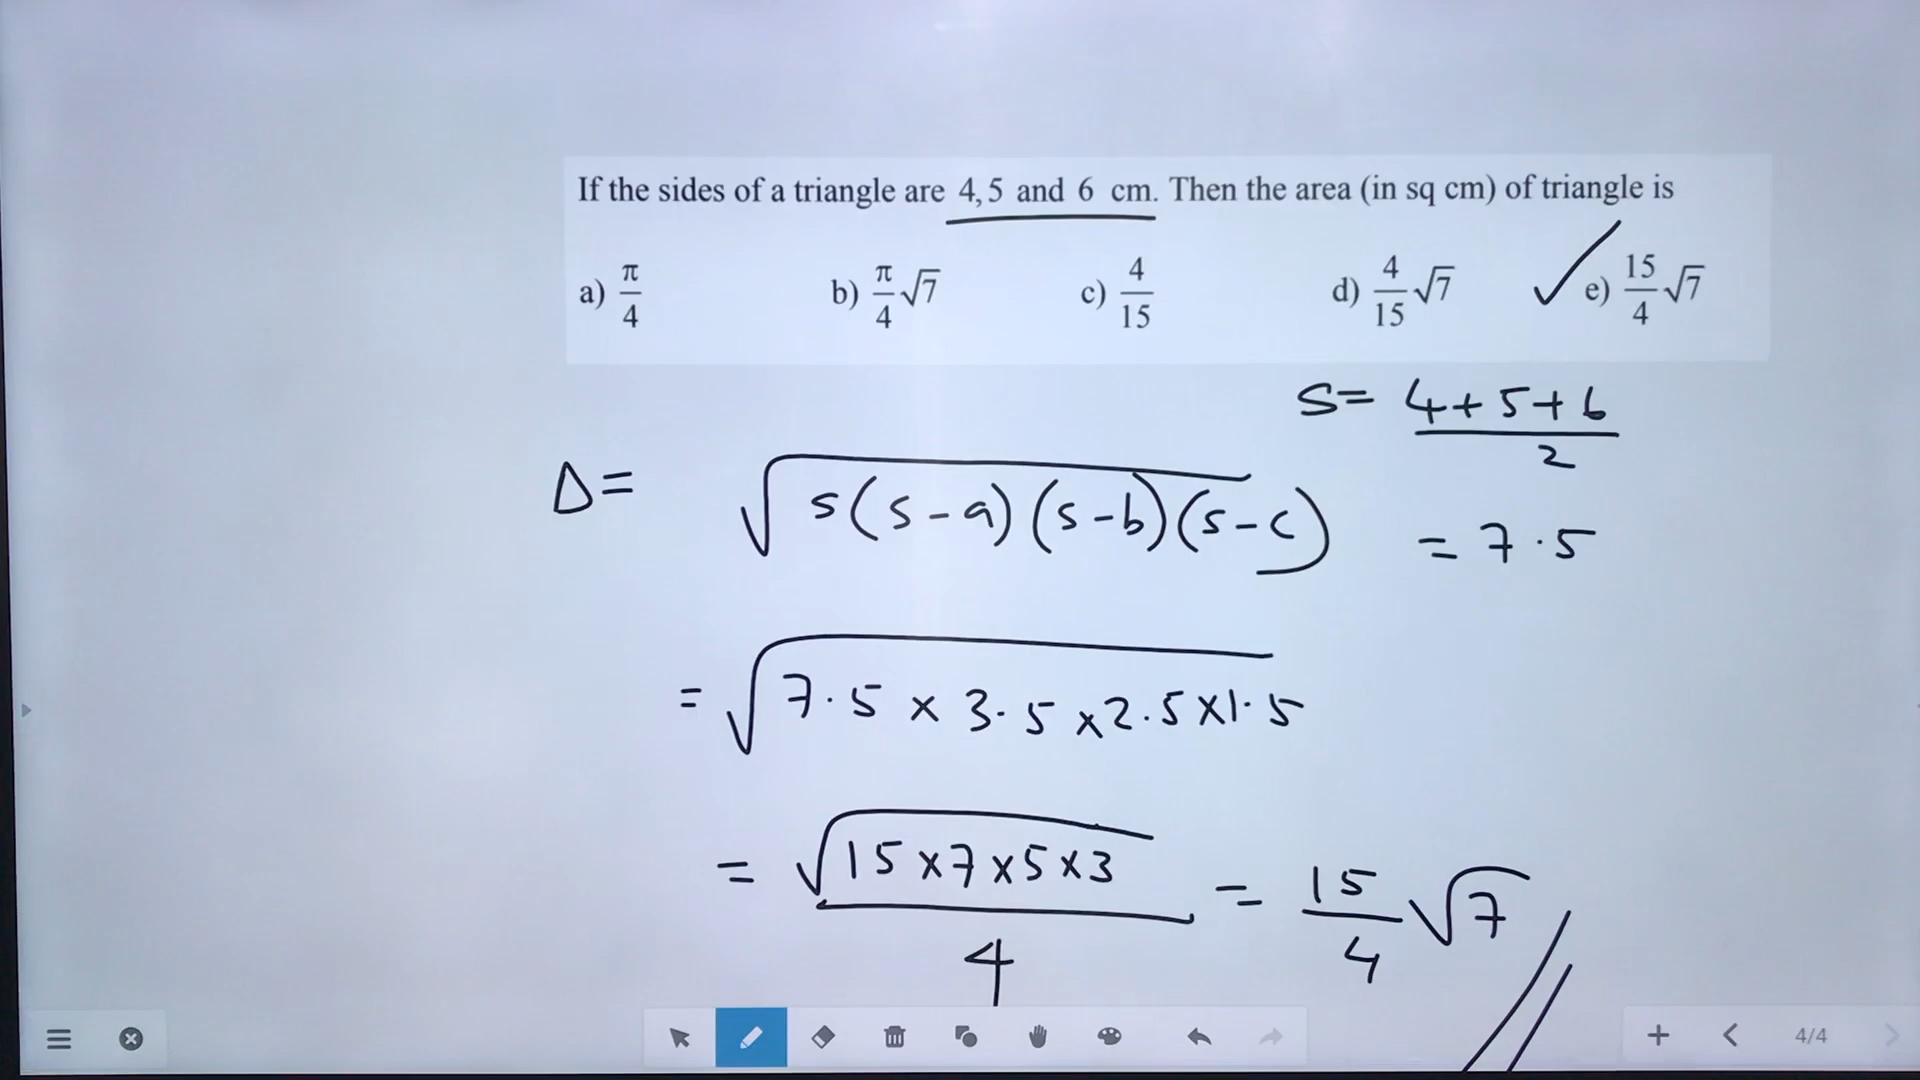 If the sides of a triangle are 4, 5 and 6 cm. Then the area (in sq cm) of triangle is
a) π/4 b) π/4 √7 c) 4/15 d) 4/15 √7 ✓ e) 15/4 √7
S = (4+5+6)/2
Δ = √(s(s-a)(s-b)(s-c))
= 7.5
= √(7.5 × 3.5 × 2.5 × 1.5)
= √(15×7×5×3)/4 = 15/4 √7 //
4/4